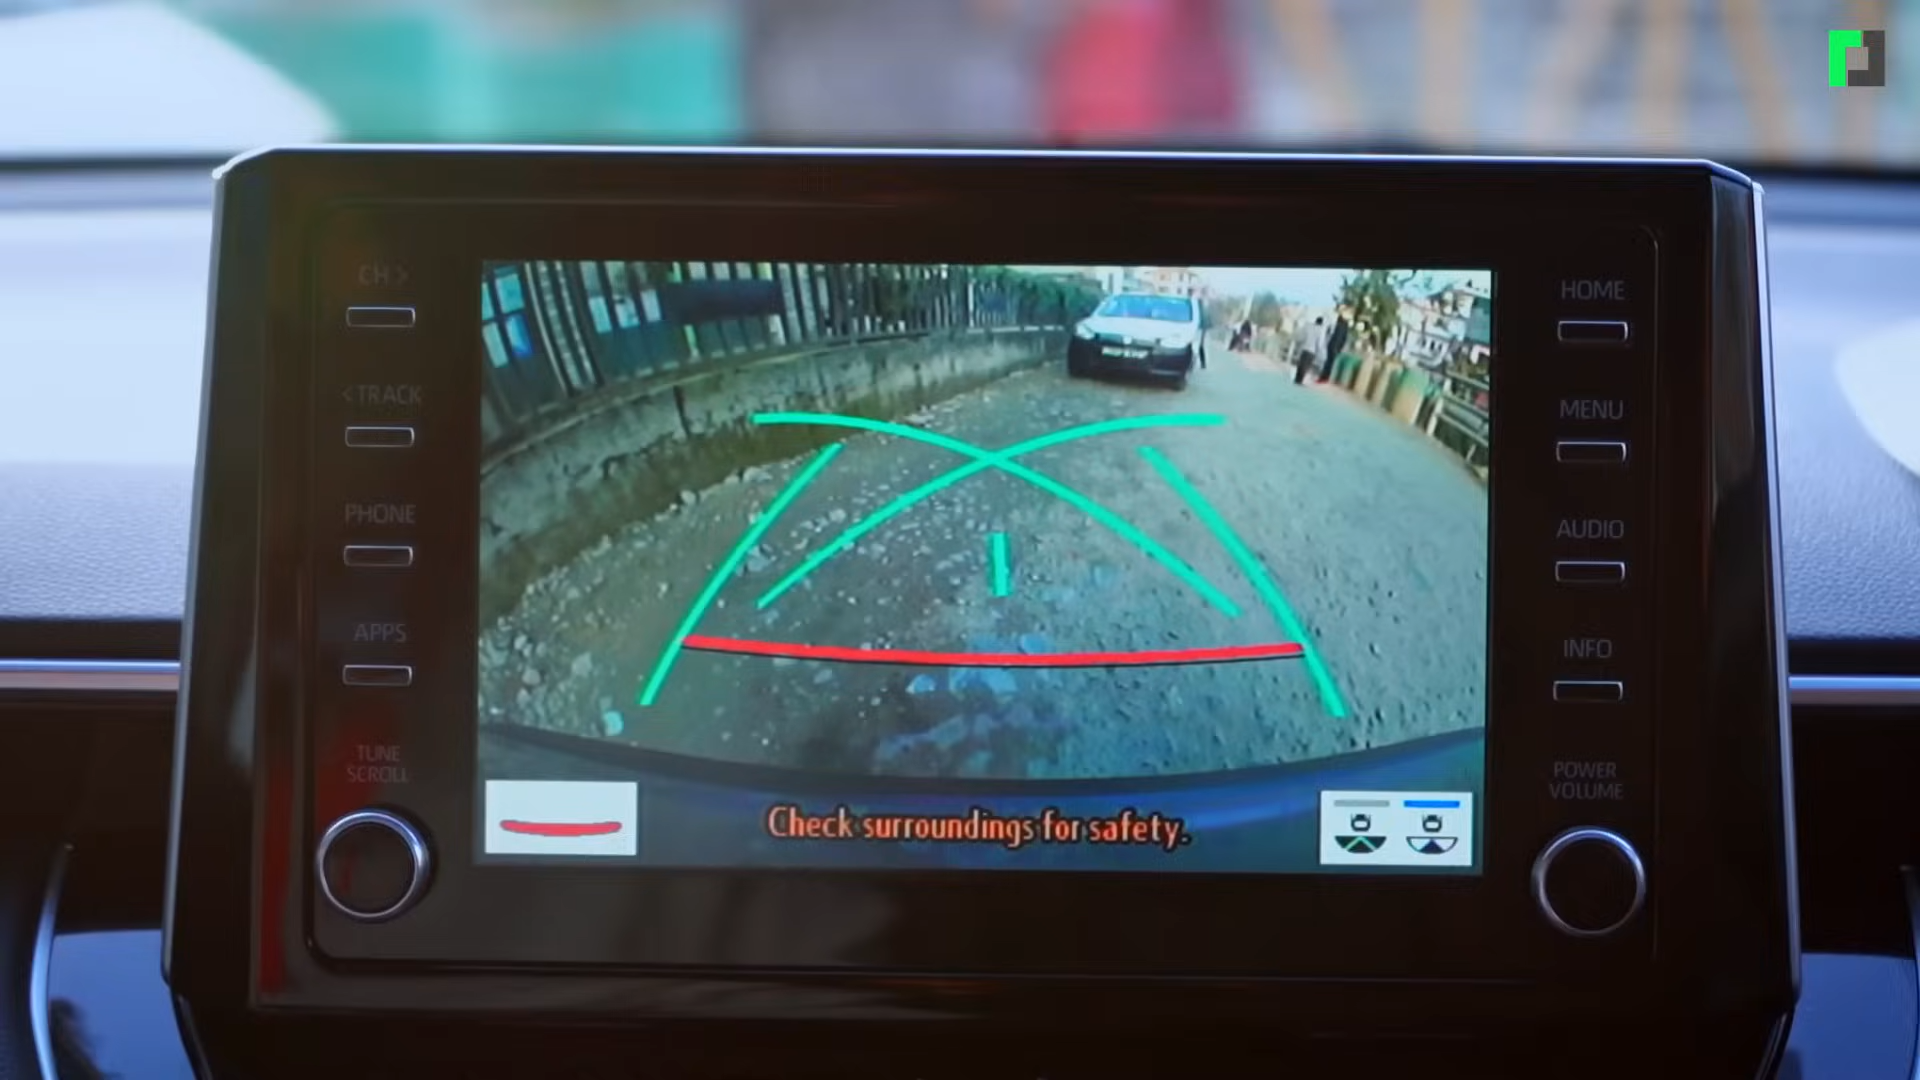 CH >
< TRACK
PHONE
APPS
TUNE
SCROLL
Check surroundings for safety.
HOME
MENU
AUDIO
INFO
POWER
VOLUME